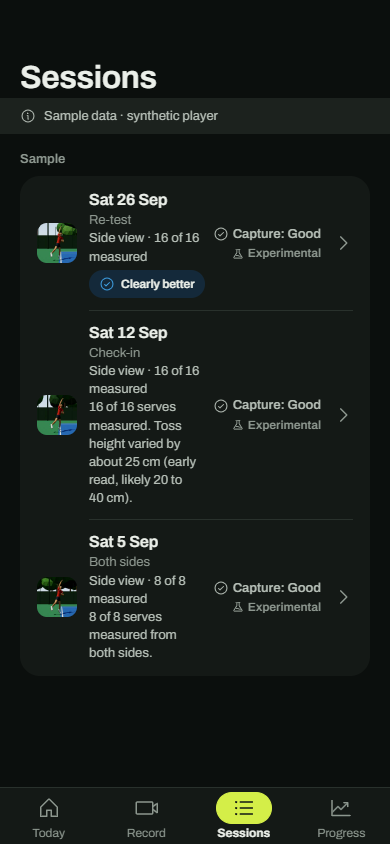 Sessions
Sample data · synthetic player
Sample
Sat 26 Sep
Re-test
Side view · 16 of 16
measured
Clearly better
Capture: Good
Experimental
Sat 12 Sep
Check-in
Side view · 16 of 16
measured
16 of 16 serves
measured. Toss
height varied by
about 25 cm (early
read, likely 20 to
40 cm).
Capture: Good
Experimental
Sat 5 Sep
Both sides
Side view · 8 of 8
measured
8 of 8 serves
measured from
both sides.
Capture: Good
Experimental
Today
Record
Sessions
Progress